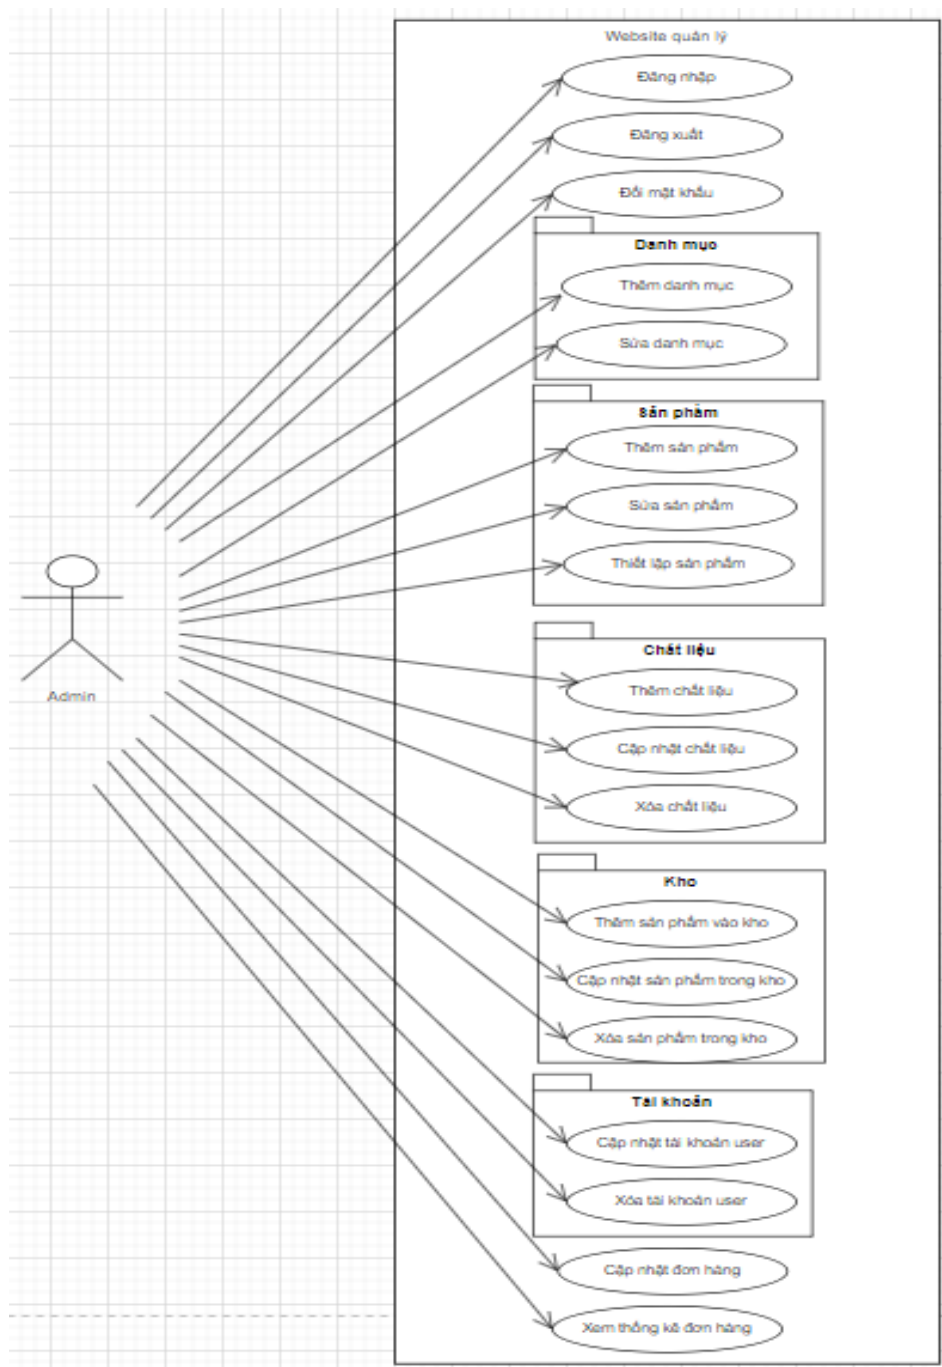 Website quản lý
Đăng nhập
Đăng xuất
Đổi mật khẩu
Danh mục
Thêm danh mục
Sửa danh mục
Sản phẩm
Thêm sản phẩm
Sửa sản phẩm
Thiết lập sản phẩm
Chất liệu
Thêm chất liệu
Cập nhật chất liệu
Xóa chất liệu
Admin
Kho
Thêm sản phẩm vào kho
Cập nhật sản phẩm trong kho
Xóa sản phẩm trong kho
Tài khoản
Cập nhật tài khoản user
Xóa tài khoản user
Cập nhật đơn hàng
Xem thống kê đơn hàng